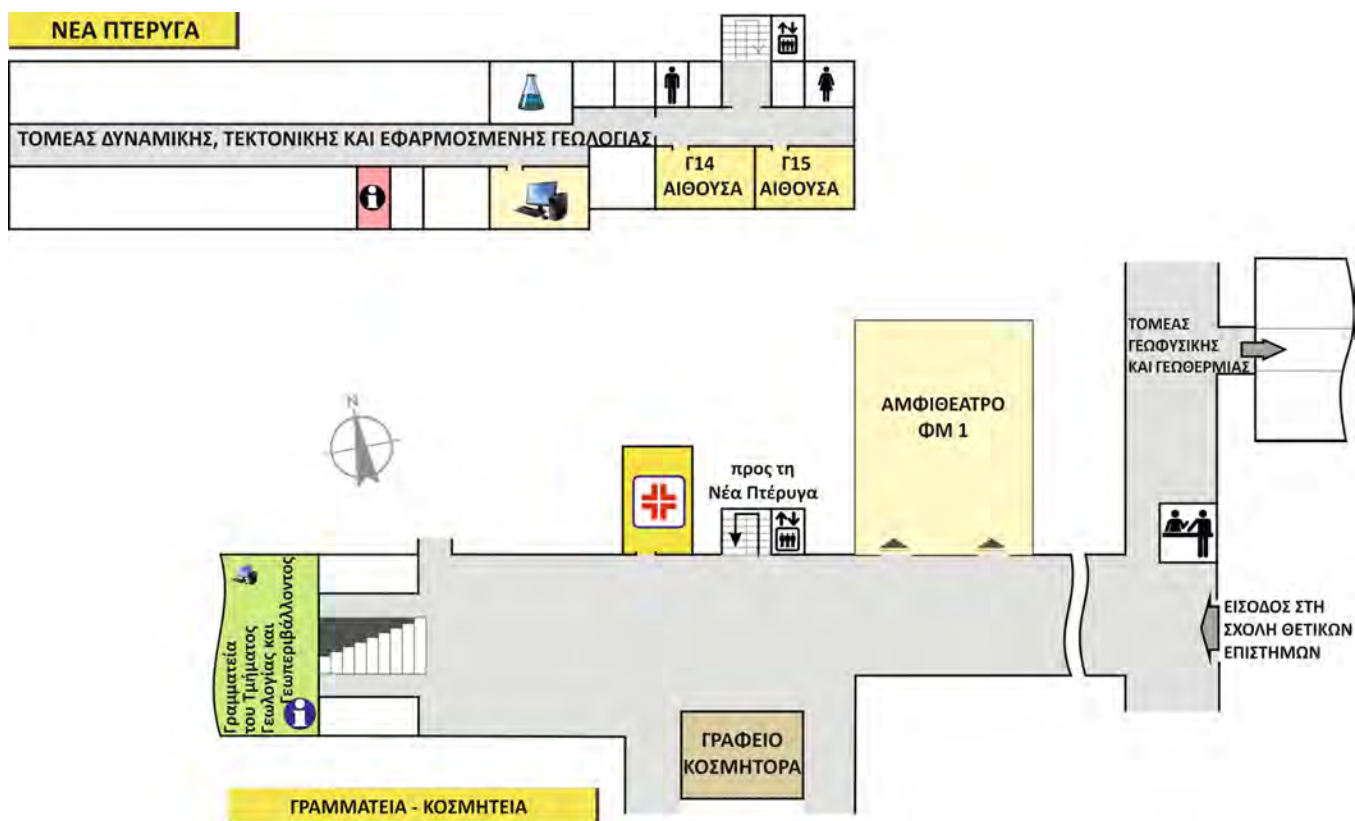 ΝΕΑ ΠΤΕΡΥΓΑ
ΤΟΜΕΑΣ ΔΥΝΑΜΙΚΗΣ, ΤΕΚΤΟΝΙΚΗΣ ΚΑΙ ΕΦΑΡΜΟΣΜΕΝΗΣ ΓΕΩΛΟΓΙΑΣ
Γ14
ΑΙΘΟΥΣΑ
Γ15
ΑΙΘΟΥΣΑ
ΤΟΜΕΑΣ
ΓΕΩΦΥΣΙΚΗΣ
ΚΑΙ ΓΕΩΘΕΡΜΙΑΣ
N
ΑΜΦΙΘΕΑΤΡΟ
ΦΜ 1
προς τη
Νέα Πτέρυγα
Γραμματεία
του Τμήματος
Γεωλογίας και
Γεωπεριβάλλοντος
ΕΙΣΟΔΟΣ ΣΤΗ
ΣΧΟΛΗ ΘΕΤΙΚΩΝ
ΕΠΙΣΤΗΜΩΝ
ΓΡΑΦΕΙΟ
ΚΟΣΜΗΤΟΡΑ
ΓΡΑΜΜΑΤΕΙΑ - ΚΟΣΜΗΤΕΙΑ